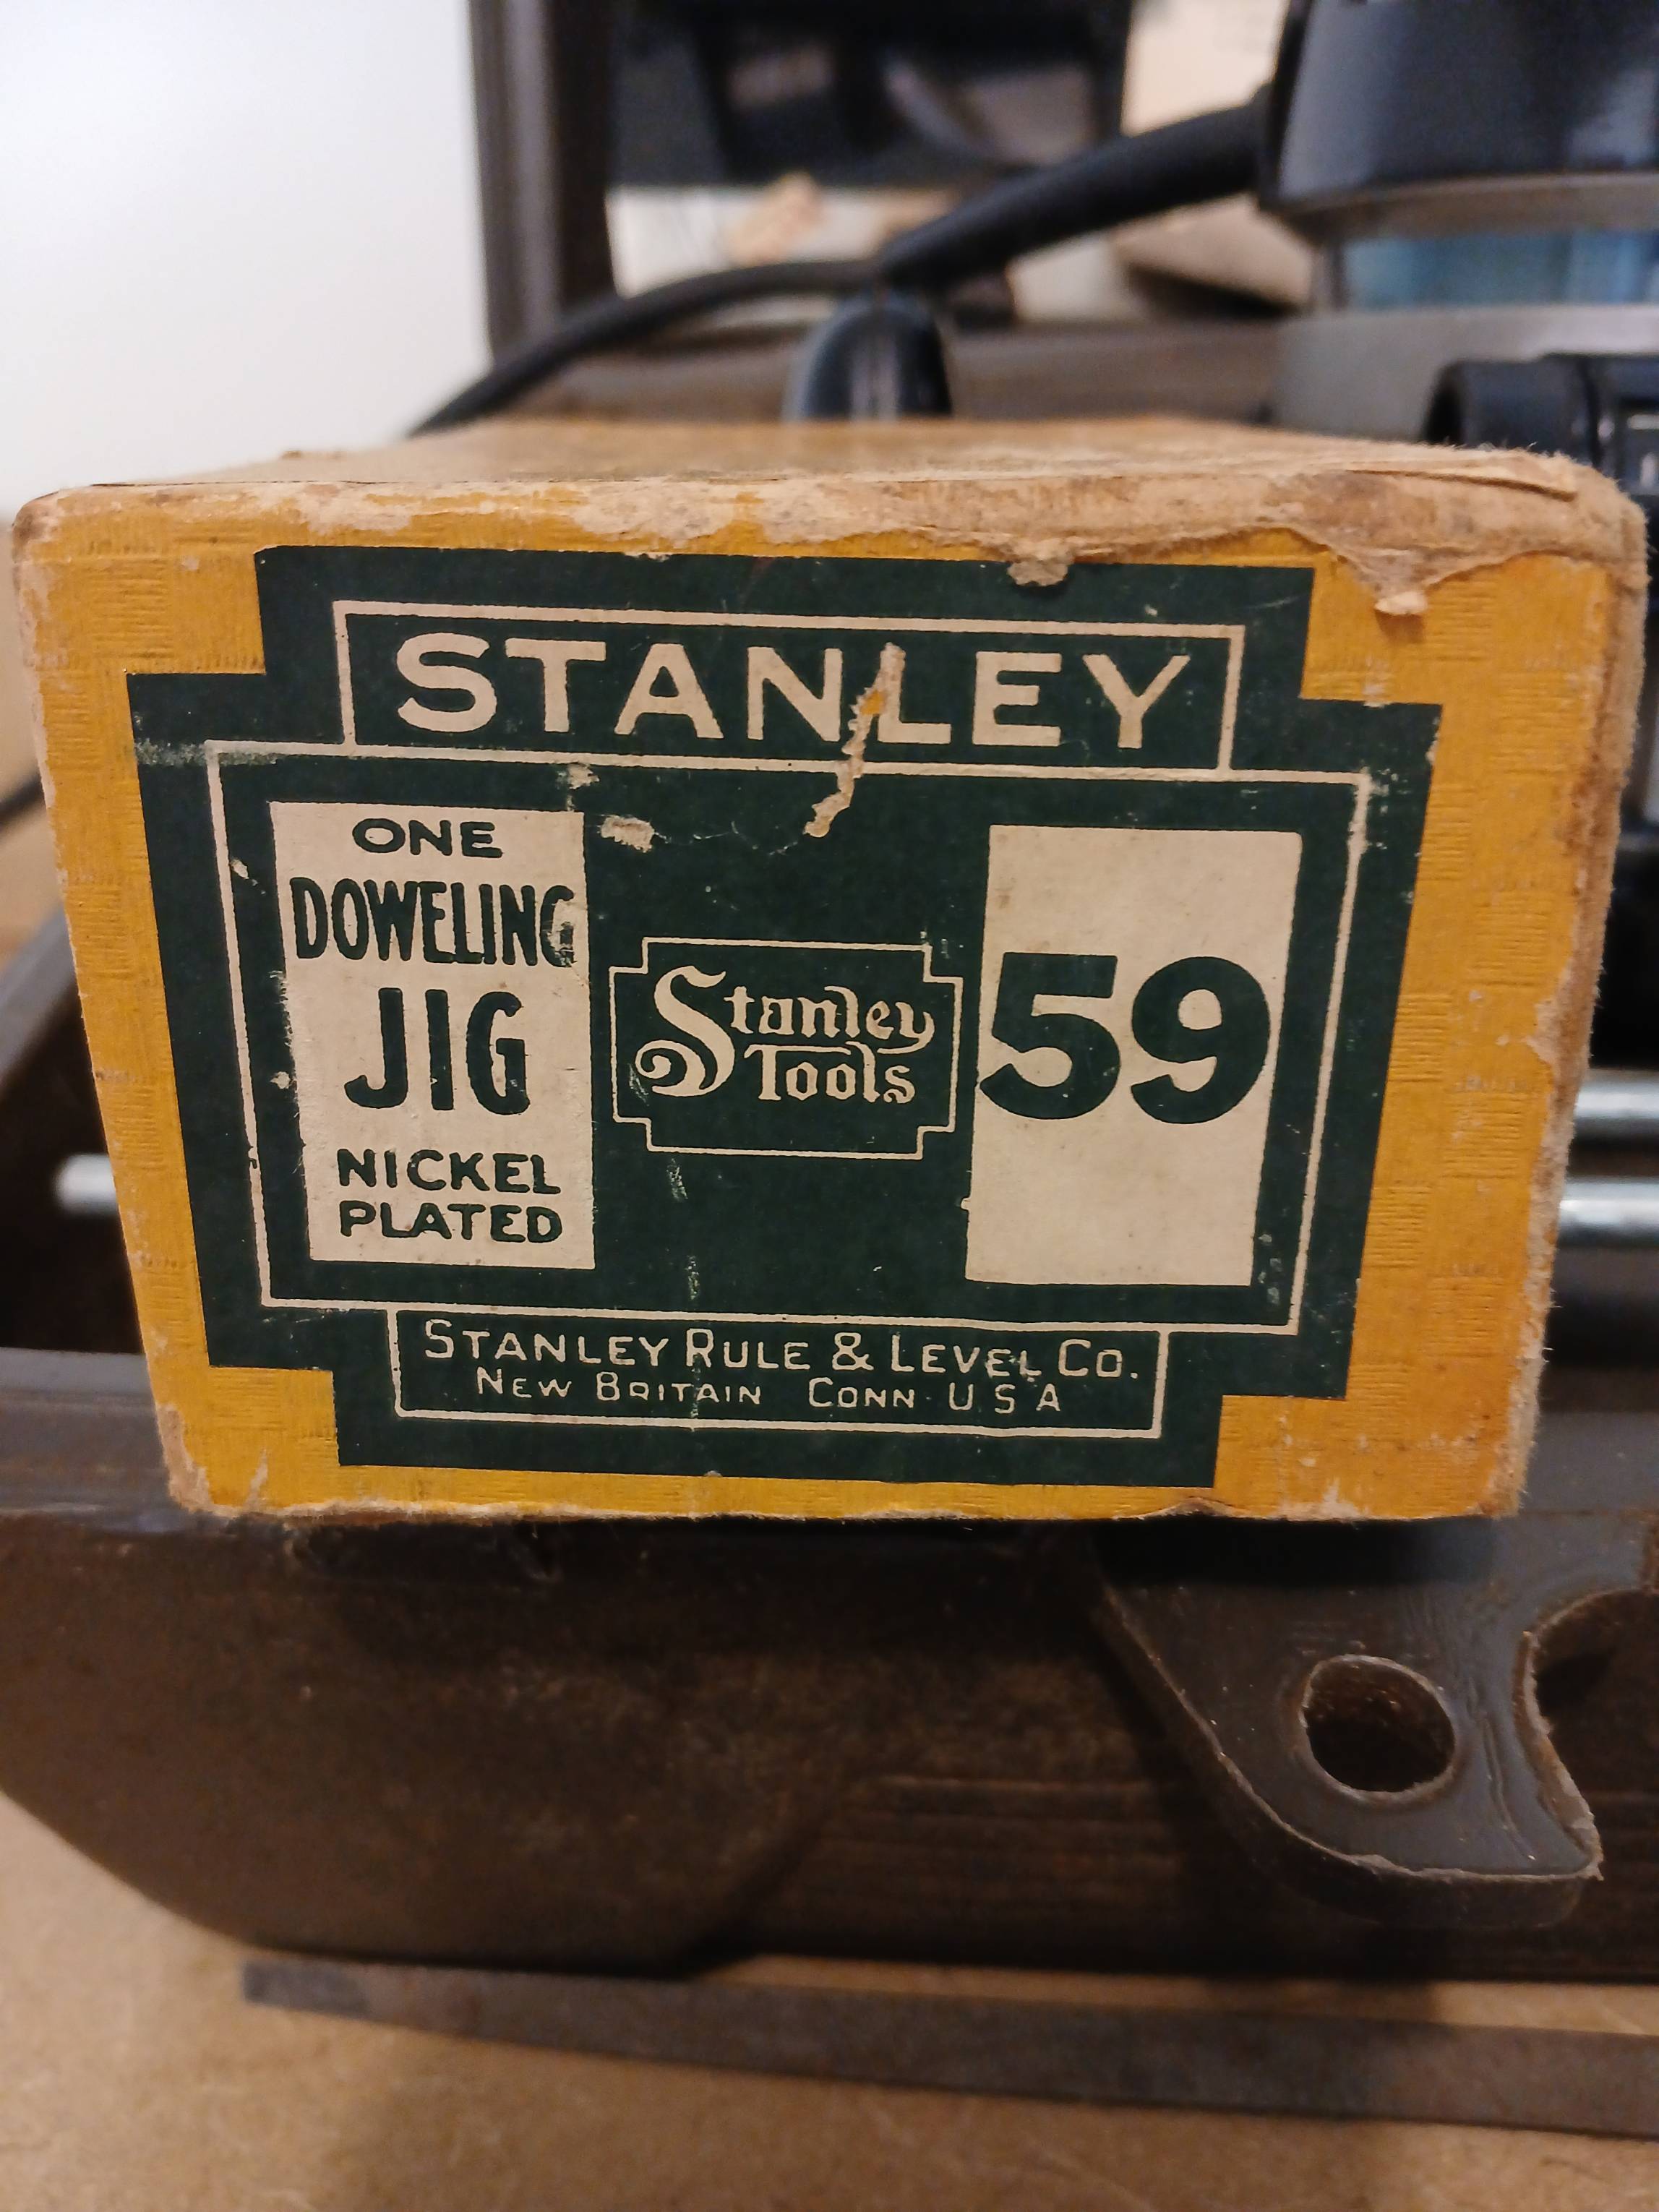 STANLEY
ONE
DOWELING
JIG
NICKEL
PLATED
Stanley
Tools
59
STANLEY RULE & LEVEL CO.
NEW BRITAIN CONN U S A